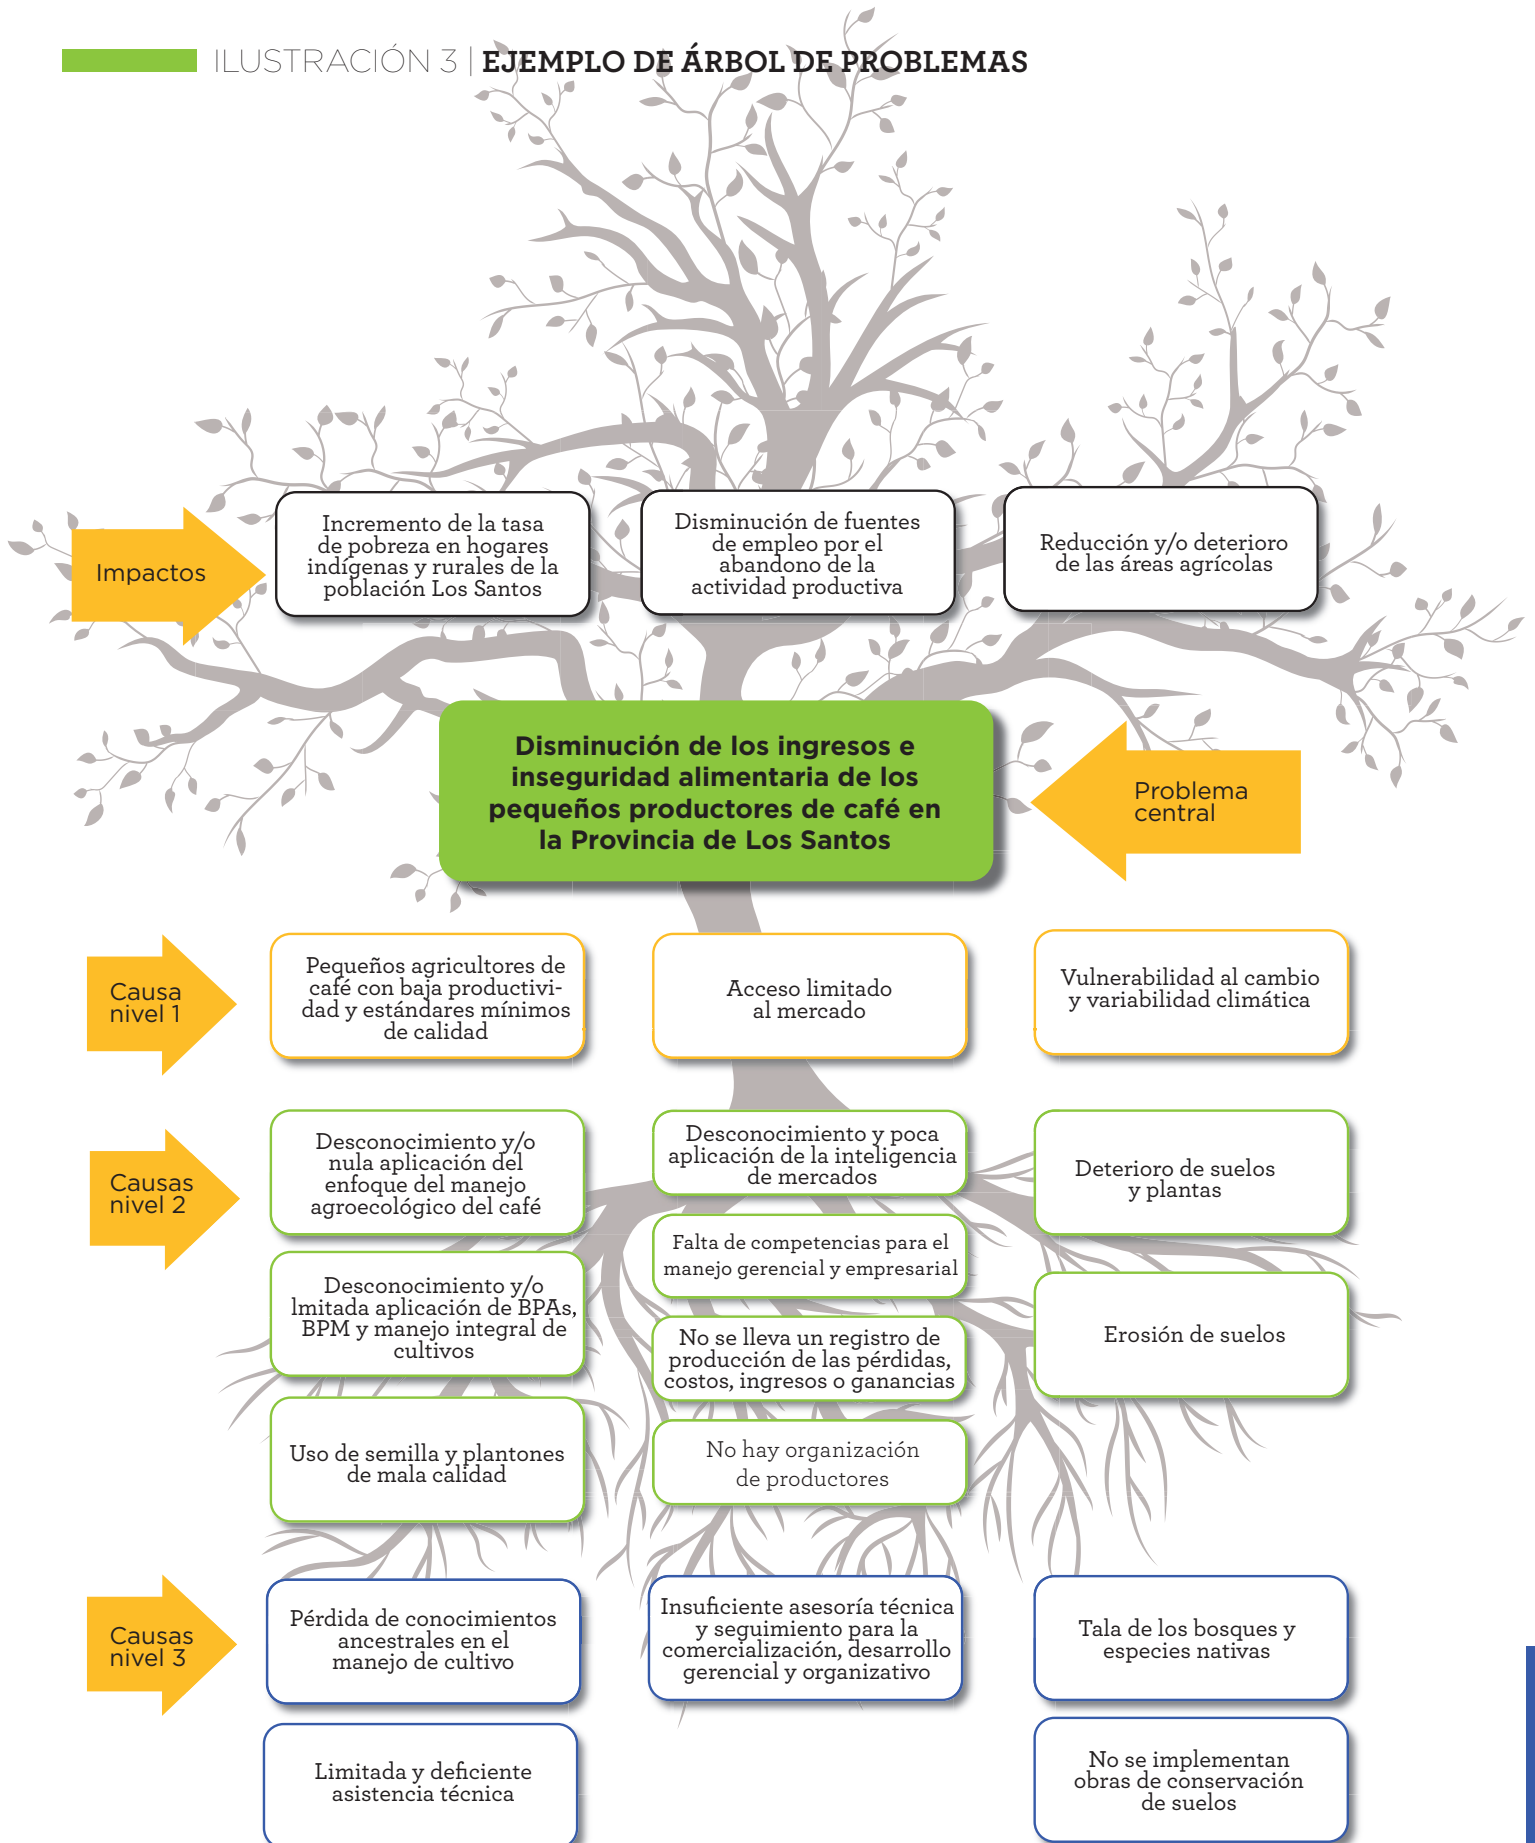 ILUSTRACIÓN 3 | EJEMPLO DE ÁRBOL DE PROBLEMAS
Impactos
Incremento de la tasa
de pobreza en hogares
indígenas y rurales de la
población Los Santos
Disminución de fuentes
de empleo por el
abandono de la
actividad productiva
Reducción y/o deterioro
de las áreas agrícolas
Disminución de los ingresos e
inseguridad alimentaria de los
pequeños productores de café en
la Provincia de Los Santos
Problema
central
Causa
nivel 1
Pequeños agricultores de
café con baja productivi-
dad y estándares mínimos
de calidad
Acceso limitado
al mercado
Vulnerabilidad al cambio
y variabilidad climática
Causas
nivel 2
Desconocimiento y/o
nula aplicación del
enfoque del manejo
agroecológico del café
Desconocimiento y/o
lmitada aplicación de BPAs,
BPM y manejo integral de
cultivos
Uso de semilla y plantones
de mala calidad
Desconocimiento y poca
aplicación de la inteligencia
de mercados
Falta de competencias para el
manejo gerencial y empresarial
No se lleva un registro de
producción de las pérdidas,
costos, ingresos o ganancias
No hay organización
de productores
Deterioro de suelos
y plantas
Erosión de suelos
Causas
nivel 3
Pérdida de conocimientos
ancestrales en el
manejo de cultivo
Limitada y deficiente
asistencia técnica
Insuficiente asesoría técnica
y seguimiento para la
comercialización, desarrollo
gerencial y organizativo
Tala de los bosques y
especies nativas
No se implementan
obras de conservación
de suelos